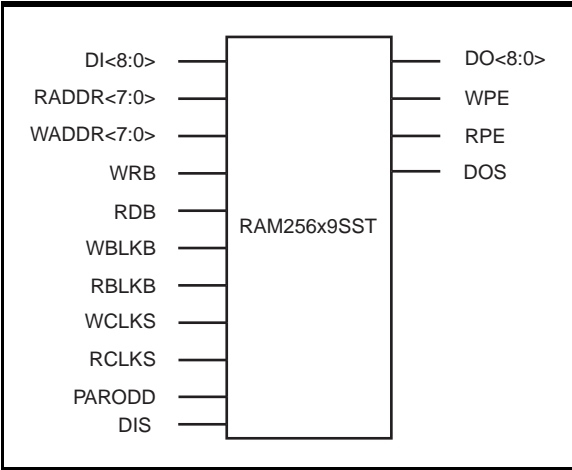 DI<8:0>
RADDR<7:0>
WADDR<7:0>
WRB
RDB
WBLKB
RBLKB
WCLKS
RCLKS
PARODD
DIS
RAM256x9SST
DO<8:0>
WPE
RPE
DOS